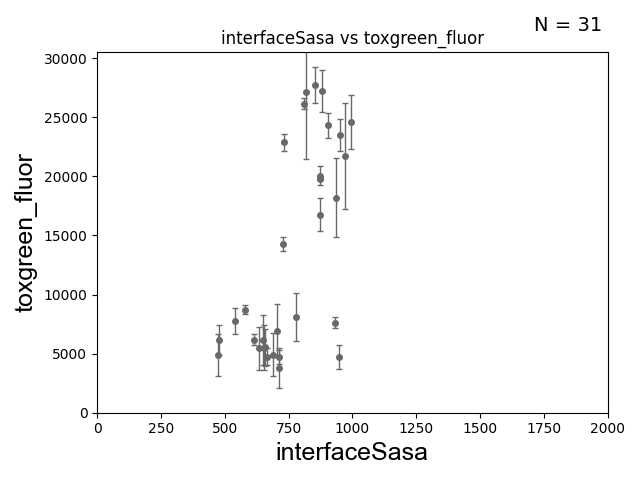 N = 31
interfaceSasa vs toxgreen_fluor
30000
25000
20000
15000
10000
5000
0
toxgreen_fluor
0 250 500 750 1000 1250 1500 1750 2000
interfaceSasa